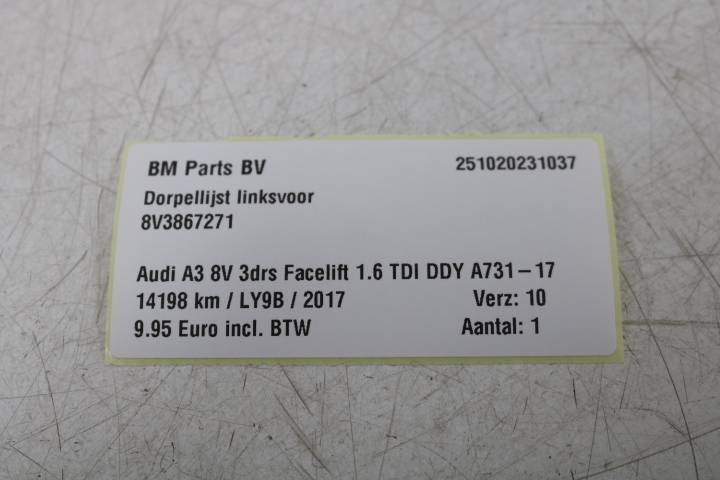 BM Parts BV 251020231037
Dorpellijst linksvoor
8V3867271
Audi A3 8V 3drs Facelift 1.6 TDI DDY A731-17
14198 km / LY9B / 2017 Verz: 10
9.95 Euro incl. BTW Aantal: 1